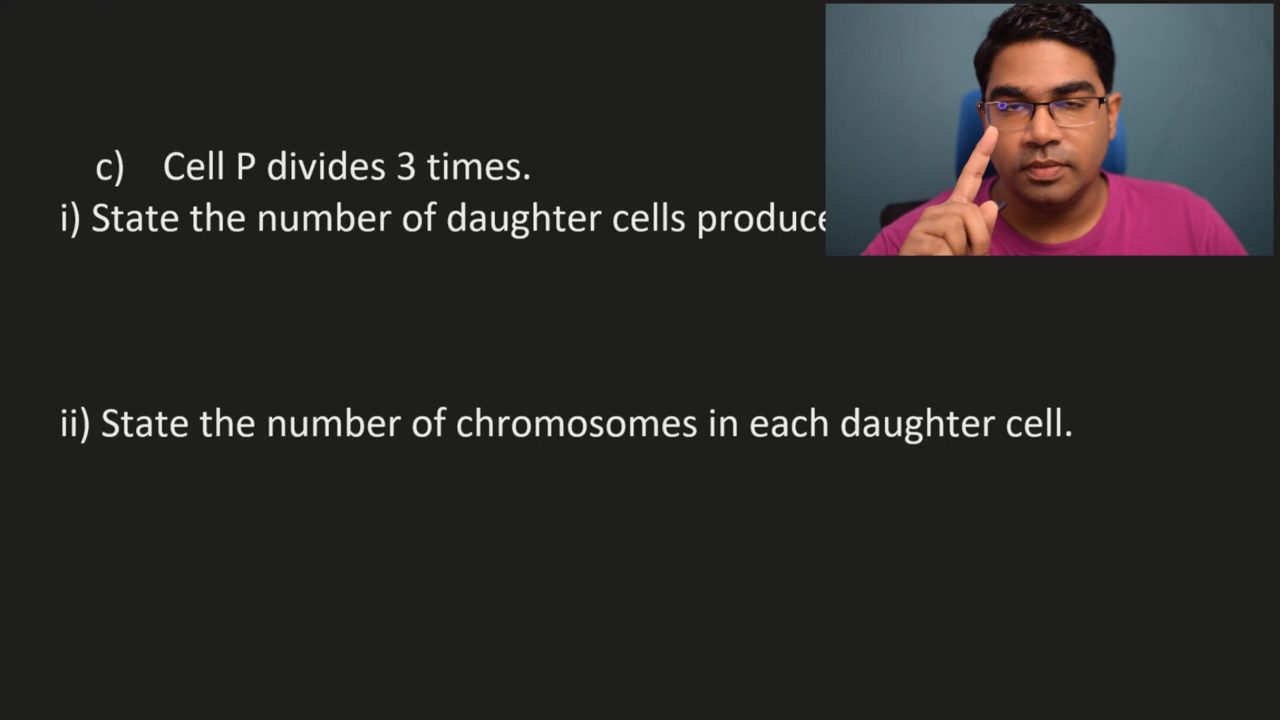 c) Cell P divides 3 times.
i) State the number of daughter cells
ii) State the number of chromosomes in each daughter cell.